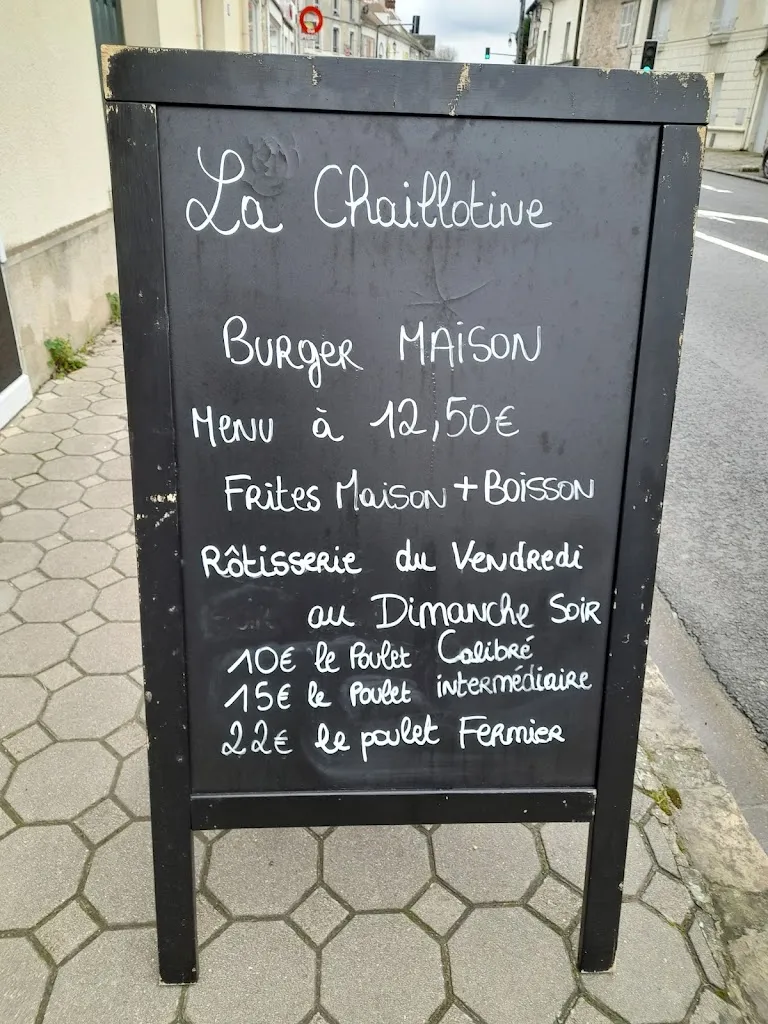 La Chaillotine
Burger Maison
Menu à 12,50€
Frites Maison + Boisson
Rôtisserie du Vendredi
au Dimanche Soir
10€ le Poulet Calibré
15€ le Poulet intermédiaire
22€ le poulet Fermier